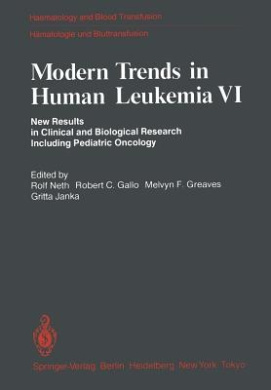 Haematology and Blood Transfusion
Hämatologie und Bluttransfusion
Modern Trends in
Human Leukemia VI
New Results
in Clinical and Biological Research
Including Pediatric Oncology
Edited by
Rolf Neth Robert C. Gallo Melvyn F. Greaves
Gritta Janka
Springer-Verlag Berlin Heidelberg New York Tokyo